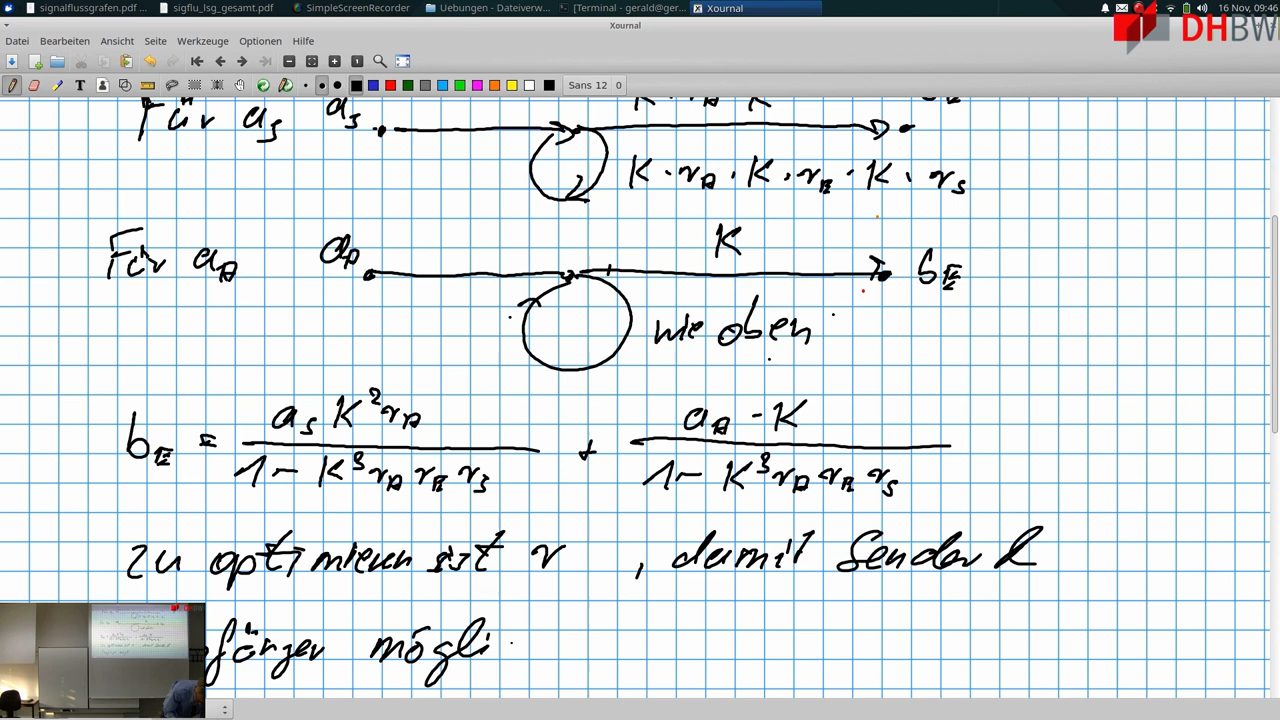 signalflussgrafen.pdf ... sigflu_lsg_gesamt.pdf SimpleScreenRecorder Uebungen - Dateiverw... [Terminal - gerald@ger... Xournal 16 Nov, 09:46
Xournal
Datei Bearbeiten Ansicht Seite Werkzeuge Optionen Hilfe
DHBW
Sans 12 0
Für a_S a_S
K · r_A · K · r_E · K · r_S
Für a_A a_A K b_E
wie oben
b_E = a_S K² r_A / 1 - K³ r_A r_E r_S + a_A · K / 1 - K³ r_A r_E r_S
zu optimieren ist r , damit Sender &
mögli